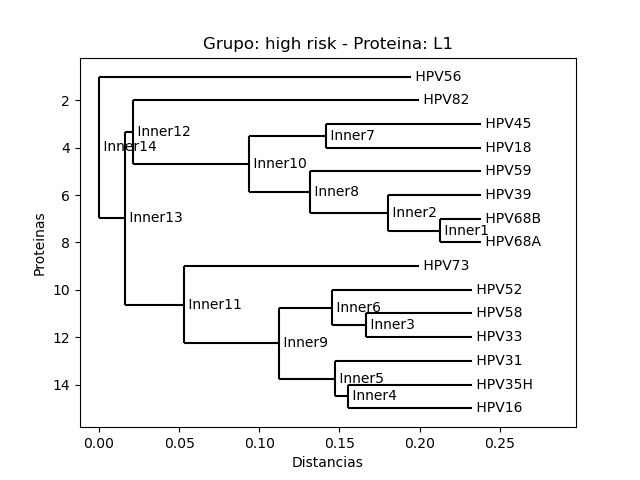 Grupo: high risk - Proteina: L1
HPV56
2
HPV82
HPV45
Inner12
Inner7
4
Inner14
HPV18
Inner10
HPV59
Inner8
6
HPV39
Inner2
Inner13
HPV68B
Inner1
8
HPV68A
HPV73
10
HPV52
Inner11
Inner6
HPV58
Inner3
12
HPV33
Inner9
HPV31
Inner5
14
HPV35H
Inner4
HPV16
Proteinas
0.00 0.05 0.10 0.15 0.20 0.25
Distancias